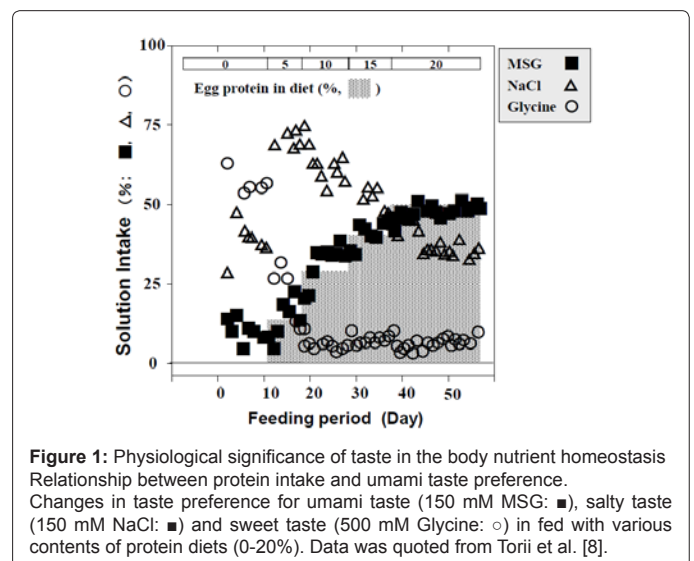 100
75
50
25
0
Solution Intake (%: ■, △, ○)
0 5 10 15 20
Egg protein in diet (%, )
MSG ■
NaCl △
Glycine ○
0 10 20 30 40 50
Feeding period (Day)
Figure 1: Physiological significance of taste in the body nutrient homeostasis
Relationship between protein intake and umami taste preference.
Changes in taste preference for umami taste (150 mM MSG: ■), salty taste
(150 mM NaCl: ■) and sweet taste (500 mM Glycine: ○) in fed with various
contents of protein diets (0-20%). Data was quoted from Torii et al. [8].